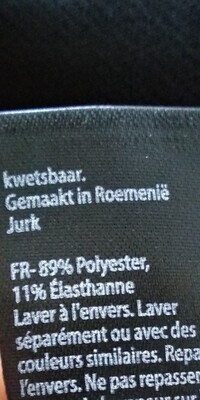 kwetsbaar.
Gemaakt in Roemenië
Jurk
FR- 89% Polyester,
11% Élasthanne
Laver à l'envers. Laver
séparément ou avec des
couleurs similaires. Repa
l'envers. Ne pas repasser